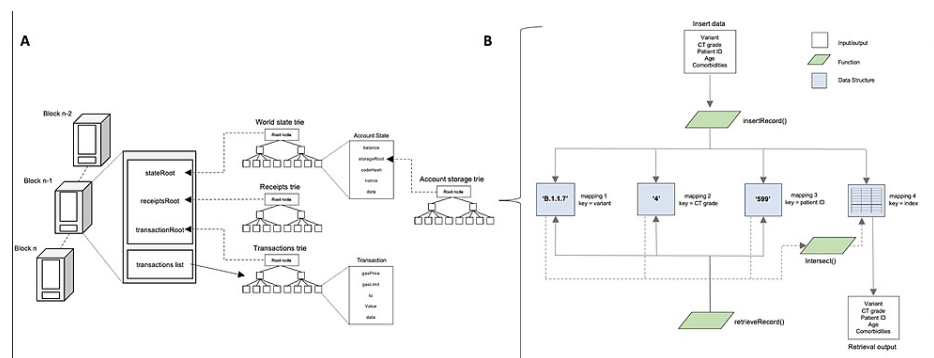 A
Block n-2
Block n-1
Block n
stateRoot
receiptsRoot
transactionRoot
transactions list
World state trie
Root node
Receipts trie
Root node
Transactions trie
Root node
Account State
balance
storageRoot
codeHash
nonce
data
Account storage trie
Root node
Transaction
gasPrice
gasLimit
to
Value
data
B
Insert data
Variant
CT grade
Patient ID
Age
Comorbidities
Input/output
Function
Data Structure
insertRecord()
'B.1.1.7'
mapping 1
key = variant
'4'
mapping 2
key = CT grade
'599'
mapping 3
key = patient ID
mapping 4
key = index
Intersect()
retrieveRecord()
Variant
CT grade
Patient ID
Age
Comorbidities
Retrieval output